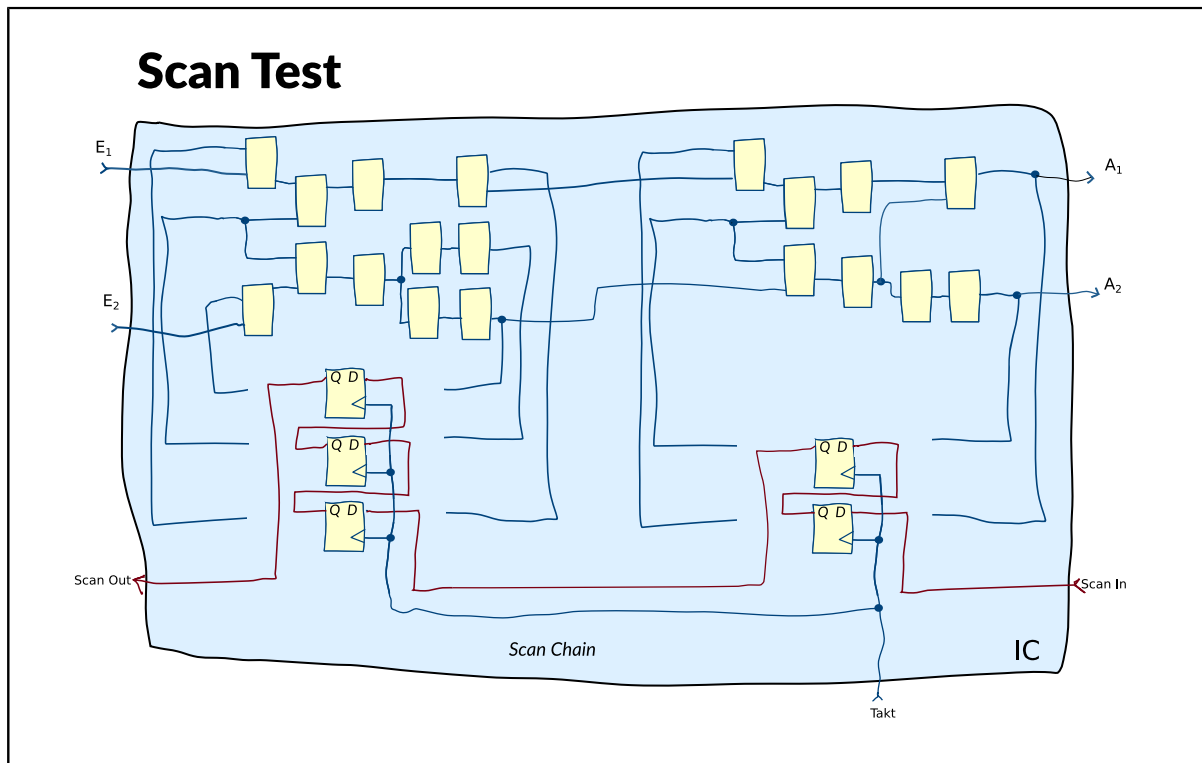 Scan Test
E1
A1
E2
A2
Q D
Q D
Q D
Q D
Q D
Scan Out
Scan In
Scan Chain
IC
Takt